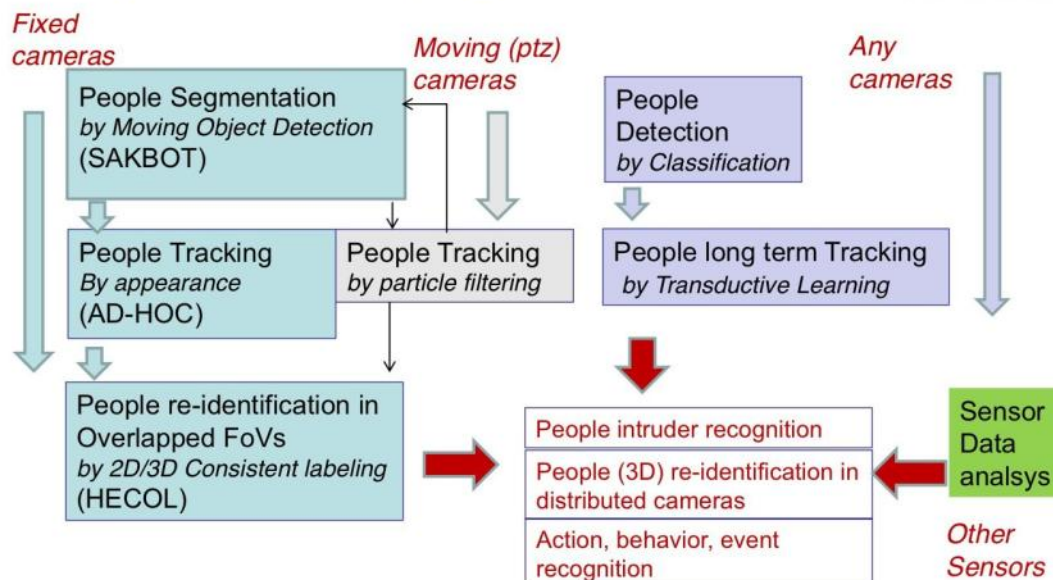 Fixed
cameras
Moving (ptz)
cameras
Any
cameras
People Segmentation
by Moving Object Detection
(SAKBOT)
People
Detection
by Classification
People Tracking
By appearance
(AD-HOC)
People Tracking
by particle filtering
People long term Tracking
by Transductive Learning
People re-identification in
Overlapped FoVs
by 2D/3D Consistent labeling
(HECOL)
People intruder recognition
People (3D) re-identification in
distributed cameras
Action, behavior, event
recognition
Sensor
Data
analsys
Other
Sensors